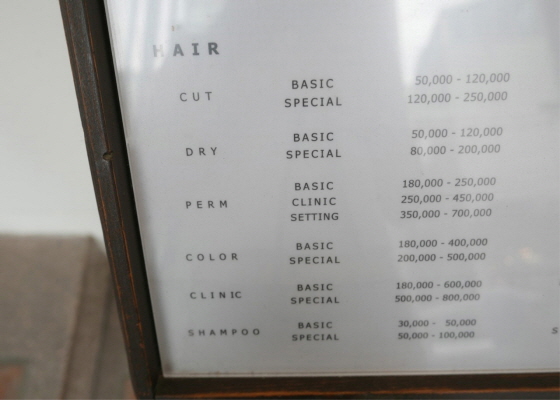 HAIR
CUT BASIC 50,000 - 120,000
SPECIAL 120,000 - 250,000
DRY BASIC 50,000 - 120,000
SPECIAL 80,000 - 200,000
PERM BASIC 180,000 - 250,000
CLINIC 250,000 - 450,000
SETTING 350,000 - 700,000
COLOR BASIC 180,000 - 400,000
SPECIAL 200,000 - 500,000
CLINIC BASIC 180,000 - 600,000
SPECIAL 500,000 - 800,000
SHAMPOO BASIC 30,000 - 50,000
SPECIAL 50,000 - 100,000
S